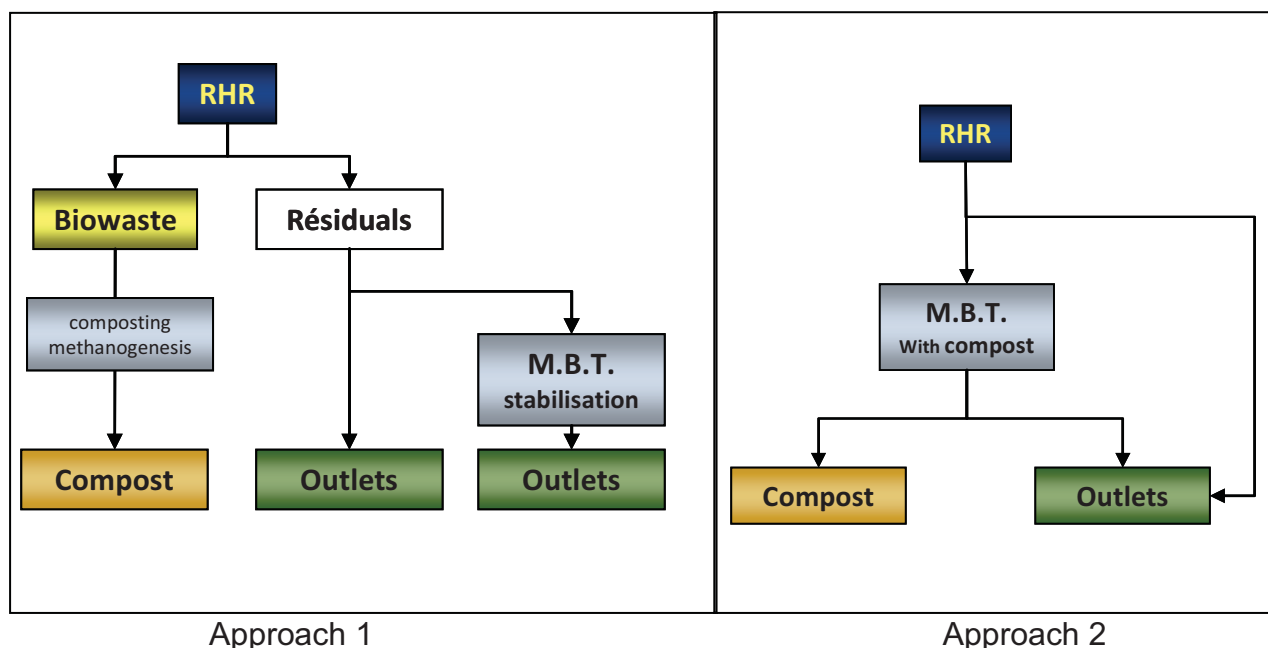 RHR
Biowaste
Résiduals
composting
methanogenesis
M.B.T.
stabilisation
Compost
Outlets
Outlets
Approach 1
RHR
M.B.T.
With compost
Compost
Outlets
Approach 2